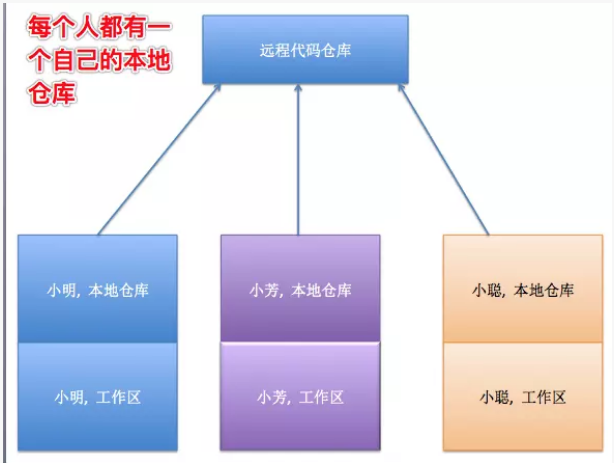 每个人都有一
个自己的本地
仓库
远程代码仓库
小明, 本地仓库
小芳, 本地仓库
小聪, 本地仓库
小明, 工作区
小芳, 工作区
小聪, 工作区